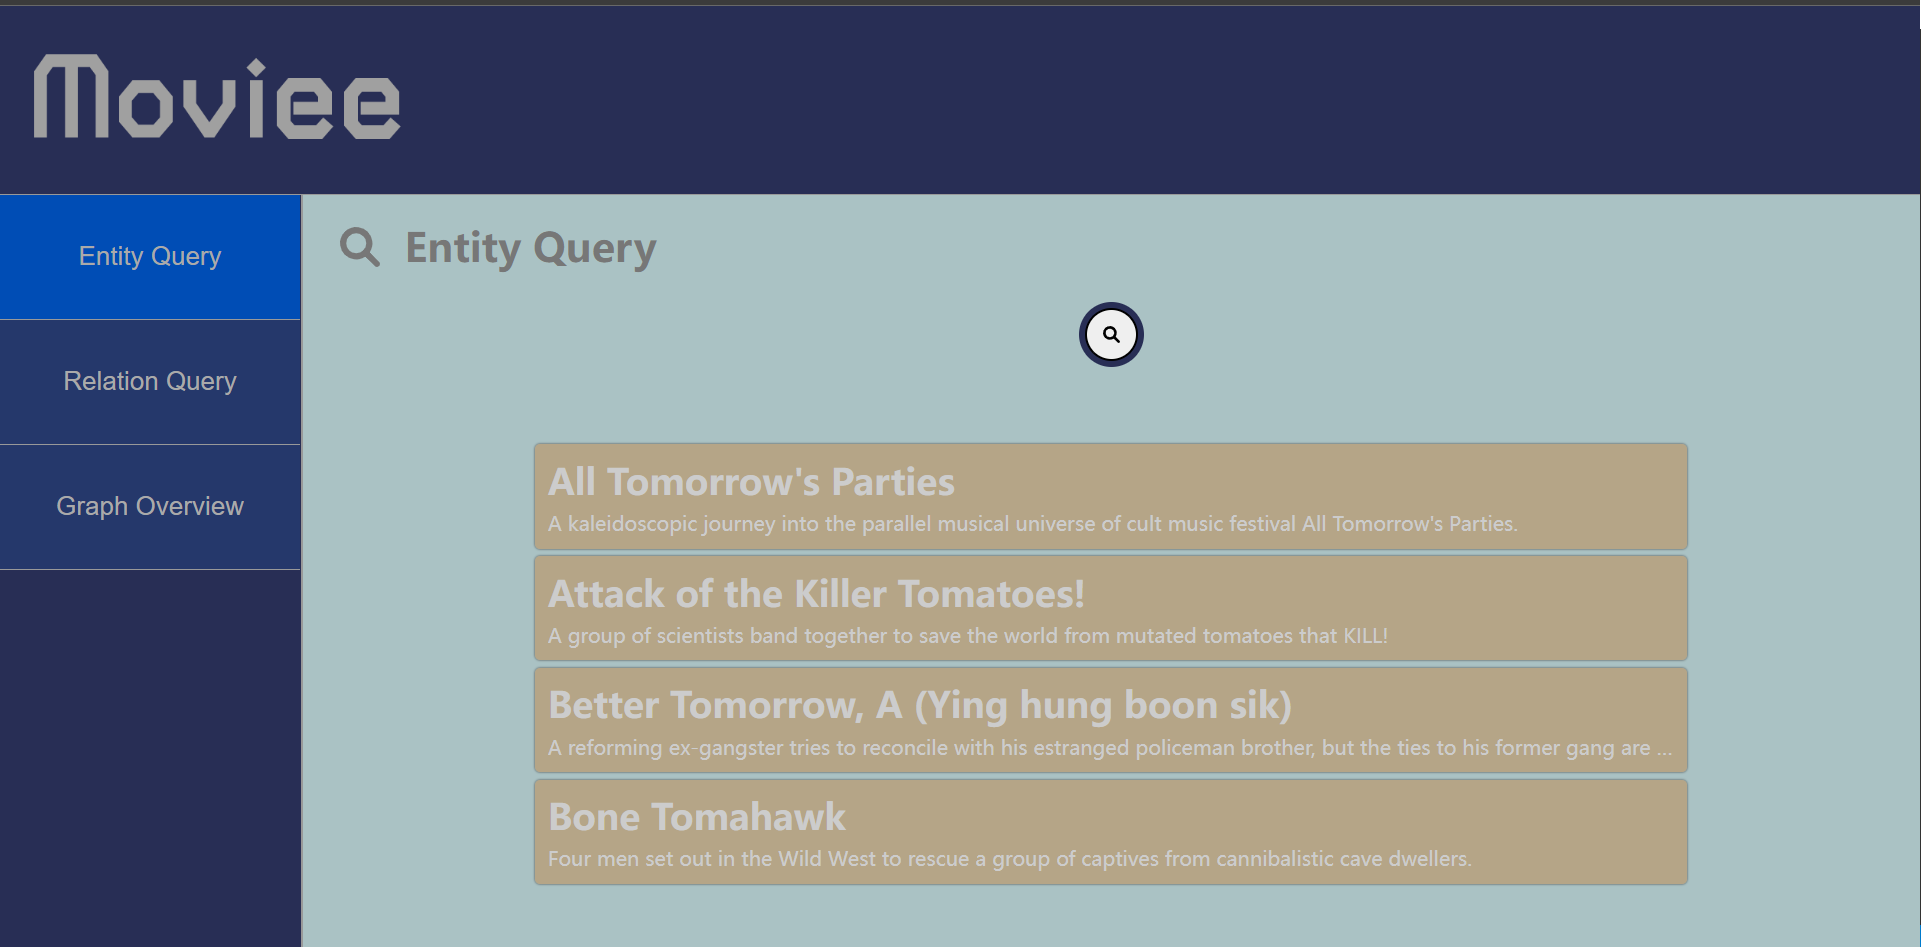 Moviee
Entity Query
Relation Query
Graph Overview
Entity Query
All Tomorrow's Parties
A kaleidoscopic journey into the parallel musical universe of cult music festival All Tomorrow's Parties.
Attack of the Killer Tomatoes!
A group of scientists band together to save the world from mutated tomatoes that KILL!
Better Tomorrow, A (Ying hung boon sik)
A reforming ex-gangster tries to reconcile with his estranged policeman brother, but the ties to his former gang are ...
Bone Tomahawk
Four men set out in the Wild West to rescue a group of captives from cannibalistic cave dwellers.